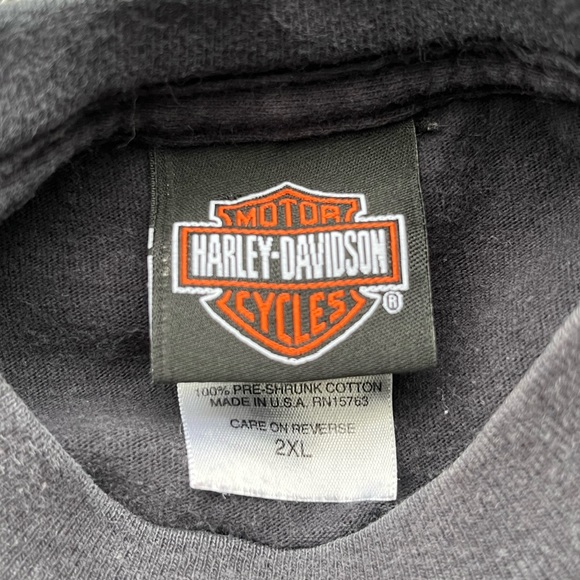 MOTOR
HARLEY-DAVIDSON
CYCLES ®
100% PRE-SHRUNK COTTON
MADE IN U.S.A. RN15763
CARE ON REVERSE
2XL